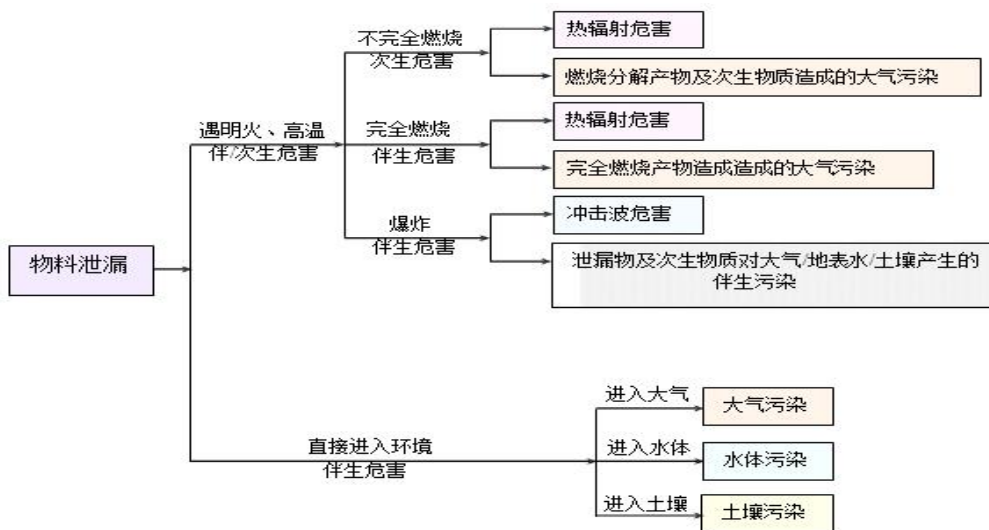 不完全燃烧
次生危害
热辐射危害
燃烧分解产物及次生物质造成的大气污染
遇明火、高温
伴/次生危害
完全燃烧
伴生危害
热辐射危害
完全燃烧产物造成造成的大气污染
爆炸
伴生危害
冲击波危害
泄漏物及次生物质对大气/地表水/土壤产生的
伴生污染
物料泄漏
直接进入环境
伴生危害
进入大气
大气污染
进入水体
水体污染
进入土壤
土壤污染